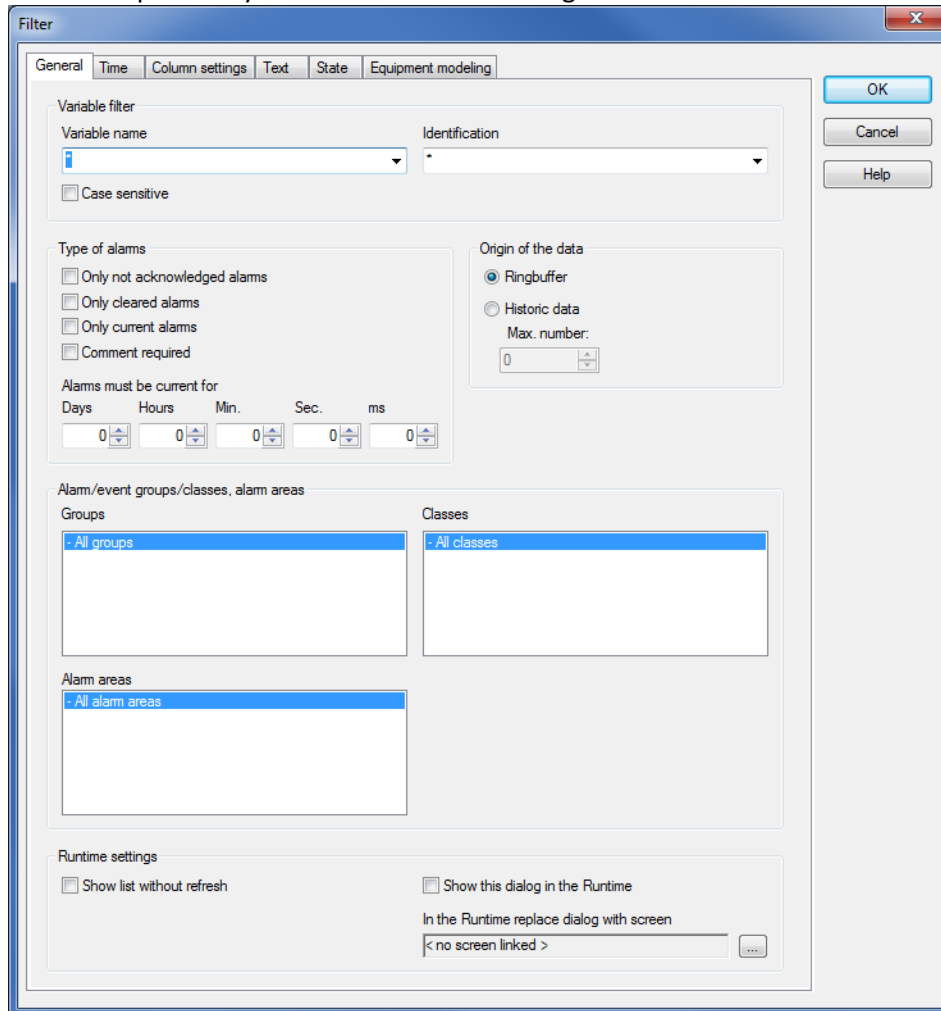 Filter
General Time Column settings Text State Equipment modeling
OK
Cancel
Help
Variable filter
Variable name Identification
* *
Case sensitive
Type of alarms
Only not acknowledged alarms
Only cleared alarms
Only current alarms
Comment required
Alarms must be current for
Days Hours Min. Sec. ms
0 0 0 0 0
Origin of the data
Ringbuffer
Historic data
Max. number:
0
Alarm/event groups/classes, alarm areas
Groups Classes
- All groups - All classes
Alarm areas
- All alarm areas
Runtime settings
Show list without refresh Show this dialog in the Runtime
In the Runtime replace dialog with screen
< no screen linked > ...